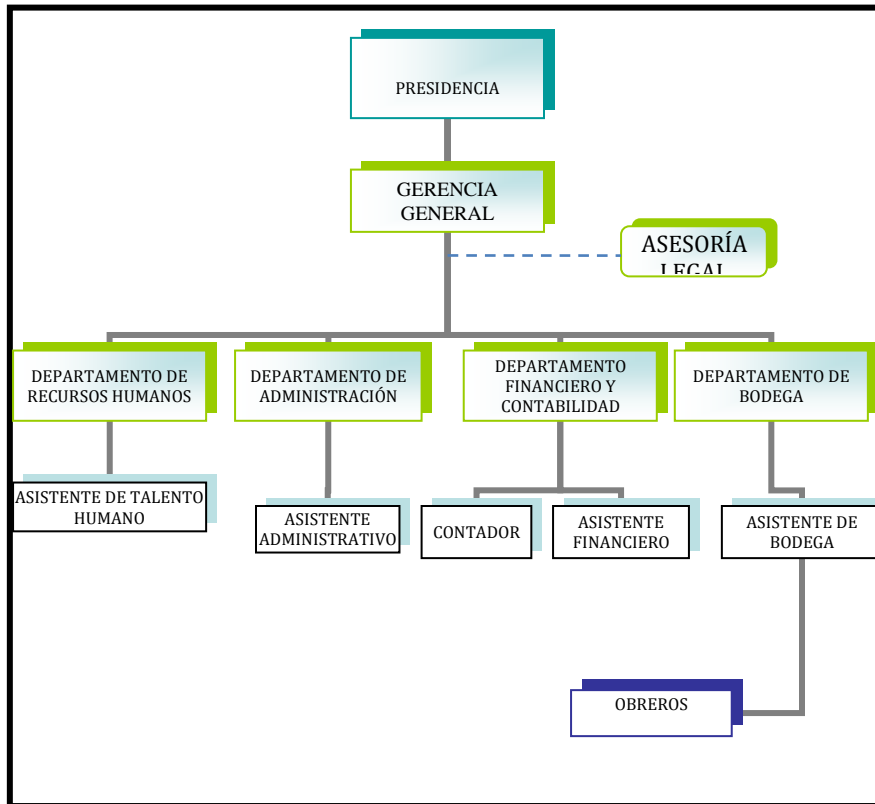 PRESIDENCIA
GERENCIA
GENERAL
ASESORÍA
LEGAL
DEPARTAMENTO DE
RECURSOS HUMANOS
DEPARTAMENTO DE
ADMINISTRACIÓN
DEPARTAMENTO
FINANCIERO Y
CONTABILIDAD
DEPARTAMENTO DE
BODEGA
ASISTENTE DE TALENTO
HUMANO
ASISTENTE
ADMINISTRATIVO
CONTADOR
ASISTENTE
FINANCIERO
ASISTENTE DE
BODEGA
OBREROS